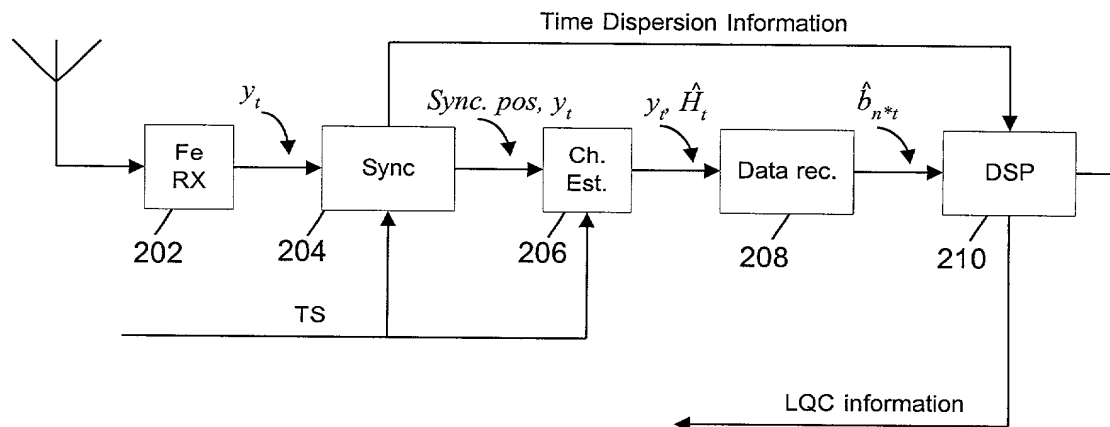 Time Dispersion Information
y_t
Sync. pos, y_t
y_t, Ĥ_t
b̂_{n*t}
Fe
RX
Sync
Ch.
Est.
Data rec.
DSP
202
204
206
208
210
TS
LQC information